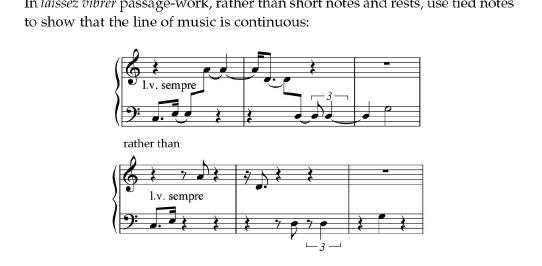 In laissez vibrer passage-work, rather than short notes and rests, use tied notes
to show that the line of music is continuous:
l.v. sempre
3
rather than
l.v. sempre
3